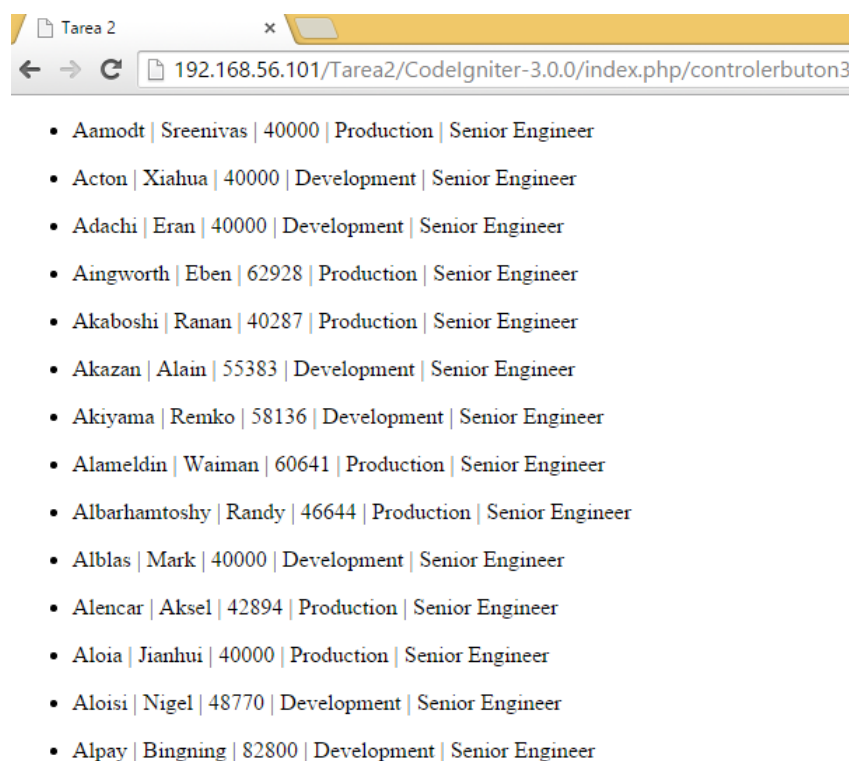 Tarea 2
192.168.56.101/Tarea2/CodeIgniter-3.0.0/index.php/controlerbuton3
Aamodt | Sreenivas | 40000 | Production | Senior Engineer
Acton | Xiahua | 40000 | Development | Senior Engineer
Adachi | Eran | 40000 | Development | Senior Engineer
Aingworth | Eben | 62928 | Production | Senior Engineer
Akaboshi | Ranan | 40287 | Production | Senior Engineer
Akazan | Alain | 55383 | Development | Senior Engineer
Akiyama | Remko | 58136 | Development | Senior Engineer
Alameldin | Waiman | 60641 | Production | Senior Engineer
Albarhamtoshy | Randy | 46644 | Production | Senior Engineer
Alblas | Mark | 40000 | Development | Senior Engineer
Alencar | Aksel | 42894 | Production | Senior Engineer
Aloia | Jianhui | 40000 | Production | Senior Engineer
Aloisi | Nigel | 48770 | Development | Senior Engineer
Alpay | Bingning | 82800 | Development | Senior Engineer